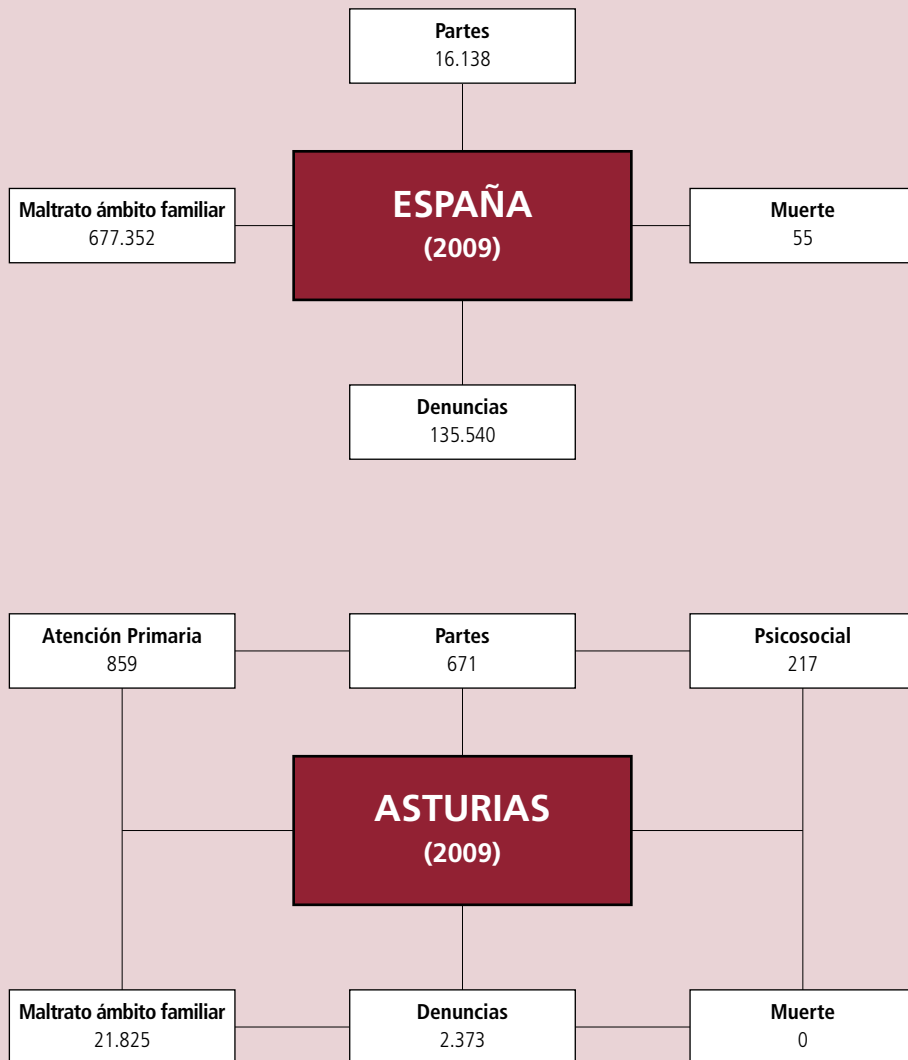 Partes
16.138
ESPAÑA
(2009)
Maltrato ámbito familiar
677.352
Muerte
55
Denuncias
135.540
Atención Primaria
859
Partes
671
Psicosocial
217
ASTURIAS
(2009)
Maltrato ámbito familiar
21.825
Denuncias
2.373
Muerte
0